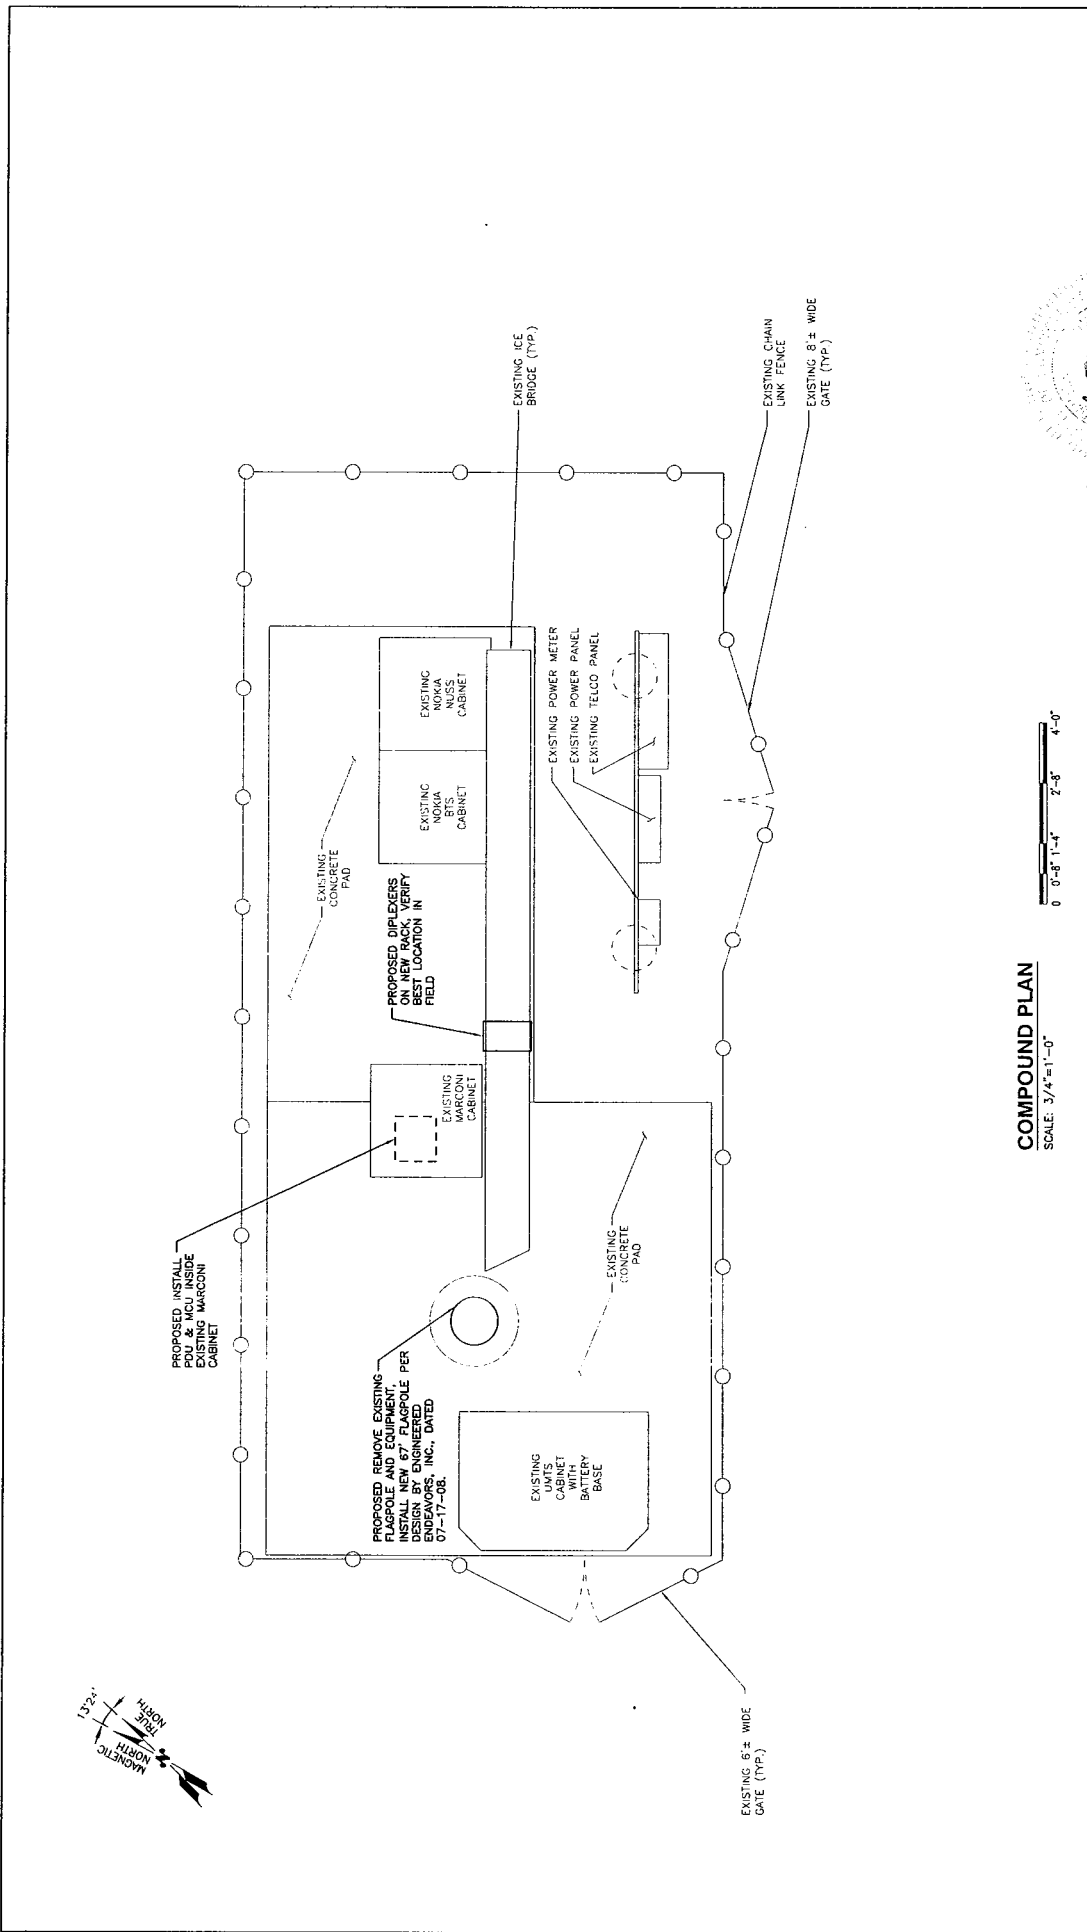 13°24'
MAGNETIC
NORTH
TRUE
NORTH
N
PROPOSED INSTALL
PDU & MCU INSIDE
EXISTING MARCONI
CABINET
EXISTING
CONCRETE
PAD
PROPOSED REMOVE EXISTING
FLAGPOLE AND EQUIPMENT,
INSTALL NEW 67' FLAGPOLE PER
DESIGN BY ENGINEERED
ENDEAVORS, INC., DATED
07-17-08.
EXISTING
MARCONI
CABINET
PROPOSED DIPLEXERS
ON NEW RACK, VERIFY
BEST LOCATION IN
FIELD
EXISTING
NOKIA
BTS
CABINET
EXISTING
NOKIA
NUSS
CABINET
EXISTING ICE
BRIDGE (TYP.)
EXISTING
UMTS
CABINET
WITH
BATTERY
BASE
EXISTING
CONCRETE
PAD
EXISTING POWER METER
EXISTING POWER PANEL
EXISTING TELCO PANEL
EXISTING CHAIN
LINK FENCE
EXISTING 8'± WIDE
GATE (TYP.)
EXISTING 6'± WIDE
GATE (TYP.)
COMPOUND PLAN
SCALE: 3/4"=1'-0"
0 0'-8" 1'-4" 2'-8" 4'-0"